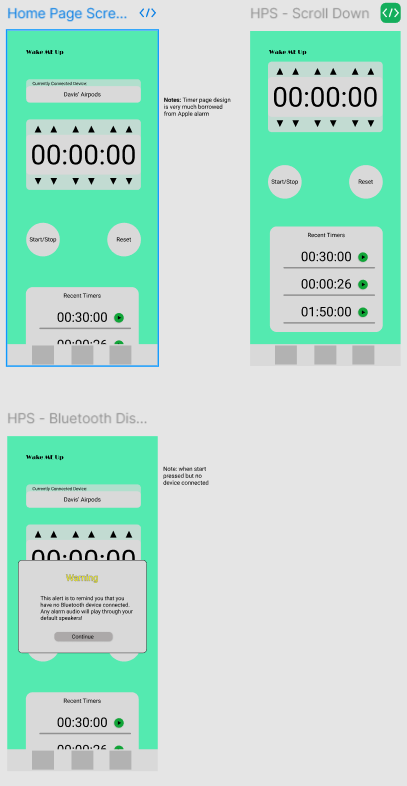 Home Page Scre...
</>
HPS - Scroll Down
</>
Wake ME Up
Currently Connected Device:
Davis' Airpods
▲ ▲ ▲ ▲ ▲ ▲
00:00:00
▼ ▼ ▼ ▼ ▼ ▼
Start/Stop
Reset
Recent Timers
00:30:00
00:00:26
Notes: Timer page design
is very much borrowed
from Apple alarm
Wake ME Up
▲ ▲ ▲ ▲ ▲ ▲
00:00:00
▼ ▼ ▼ ▼ ▼ ▼
Start/Stop
Reset
Recent Timers
00:30:00
00:00:26
01:50:00
HPS - Bluetooth Dis...
Wake ME Up
Currently Connected Device:
Davis' Airpods
▲ ▲ ▲ ▲ ▲ ▲
00:00:00
Warning
This alert is to remind you that you
have no Bluetooth device connected.
Any alarm audio will play through your
default speakers!
Continue
Recent Timers
00:30:00
00:00:26
Note: when start
pressed but no
device connected